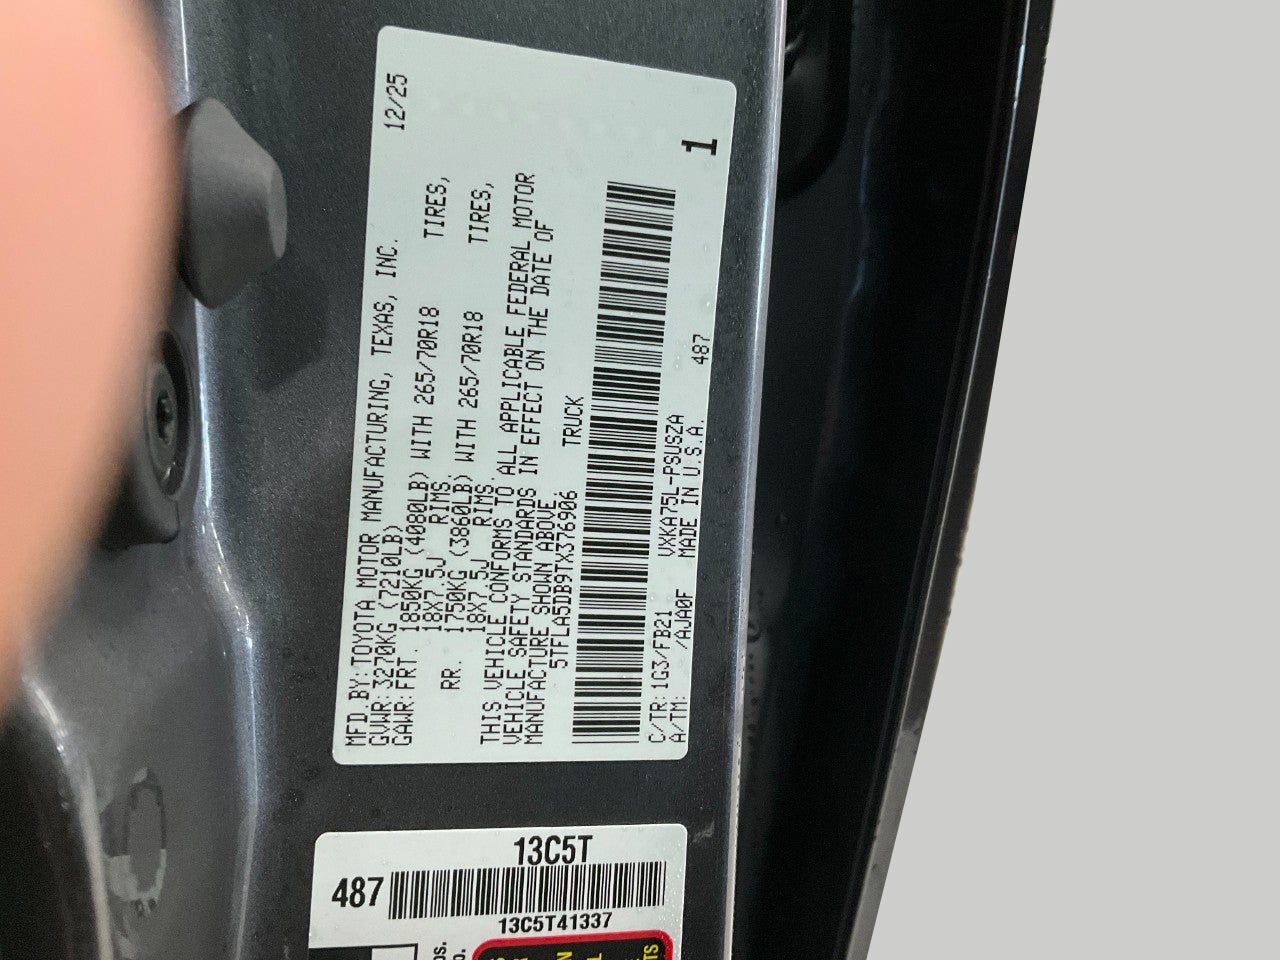 12/25
MFD.BY:TOYOTA MOTOR MANUFACTURING, TEXAS, INC.
GVWR:3270KG (7210LB)
GAWR:FRT. 1850KG (4080LB) WITH 265/70R18 TIRES,
18X7.5J RIMS.
RR. 1750KG (3860LB) WITH 265/70R18 TIRES,
18X7.5J RIMS.
THIS VEHICLE CONFORMS TO ALL APPLICABLE FEDERAL MOTOR
VEHICLE SAFETY STANDARDS IN EFFECT ON THE DATE OF
MANUFACTURE SHOWN ABOVE.
5TFLA5DB9TX376906 TRUCK
C/TR:1G3/FB21 VXKA75L-PSUSZA
A/TM: /AJA0F MADE IN U.S.A. 487
1
13C5T
487
13C5T41337